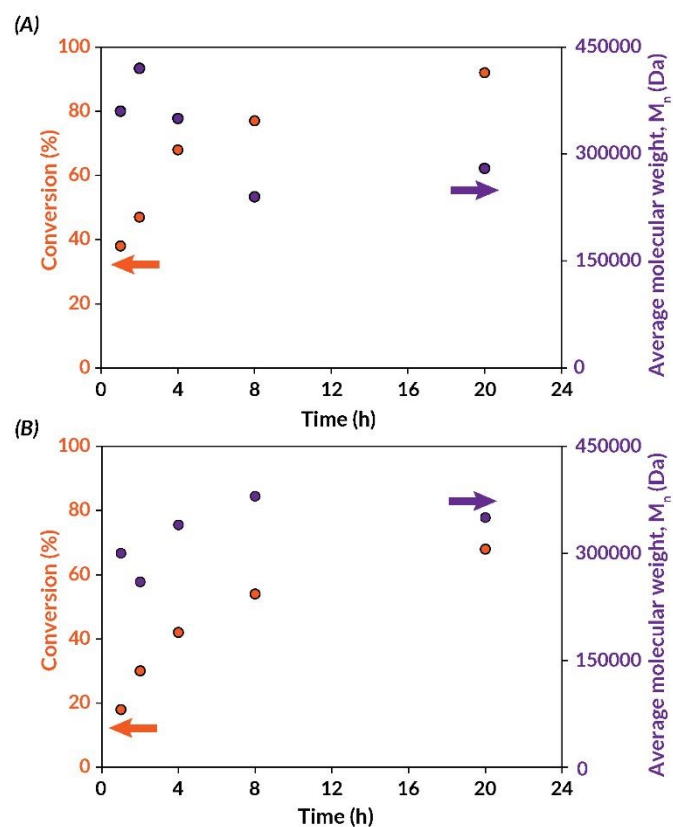 (A)
100
80
60
40
20
0
Conversion (%)
450000
300000
150000
0
Average molecular weight, Mₙ (Da)
0 4 8 12 16 20 24
Time (h)
(B)
100
80
60
40
20
0
Conversion (%)
450000
300000
150000
0
Average molecular weight, Mₙ (Da)
0 4 8 12 16 20 24
Time (h)